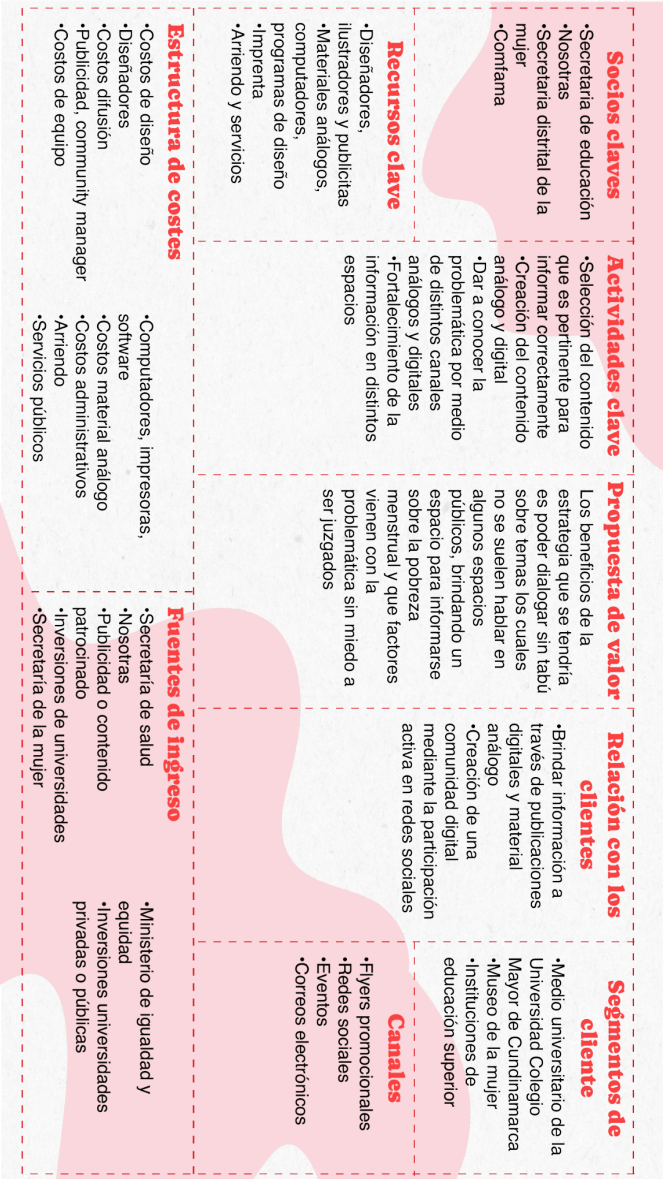 Socios claves
•Secretaria de educación
•Nosotras
•Secretaria distrital de la
mujer
•Comfama
Recursos clave
•Diseñadores,
ilustradores y publicitas
•Materiales análogos,
computadores,
programas de diseño
•Imprenta
•Arriendo y servicios
Actividades clave
•Selección del contenido
que es pertinente para
informar correctamente
•Creación del contenido
análogo y digital
•Dar a conocer la
problemática por medio
de distintos canales
análogos y digitales
•Fortalecimiento de la
información en distintos
espacios
Propuesta de valor
Los beneficios de la
estrategia que se tendría
es poder dialogar sin tabú
sobre temas los cuales
no se suelen hablar en
algunos espacios
públicos, brindando un
espacio para informarse
sobre la pobreza
menstrual y que factores
vienen con la
problemática sin miedo a
ser juzgados
Relación con los
clientes
•Brindar información a
través de publicaciones
digitales y material
análogo
•Creación de una
comunidad digital
mediante la participación
activa en redes sociales
Segmentos de
cliente
•Medio universitario de la
Universidad Colegio
Mayor de Cundinamarca
•Museo de la mujer
•Instituciones de
educación superior
Canales
•Flyers promocionales
•Redes sociales
•Eventos
•Correos electrónicos
Estructura de costes
•Costos de diseño
•Diseñadores
•Costos difusión
•Publicidad, community manager
•Costos de equipo
•Computadores, impresoras,
software
•Costos material análogo
•Costos administrativos
•Arriendo
•Servicios públicos
Fuentes de ingreso
•Secretaría de salud
•Nosotras
•Publicidad o contenido
patrocinado
•Inversiones de universidades
•Secretaría de la mujer
•Ministerio de igualdad y
equidad
•Inversiones universidades
privadas o públicas